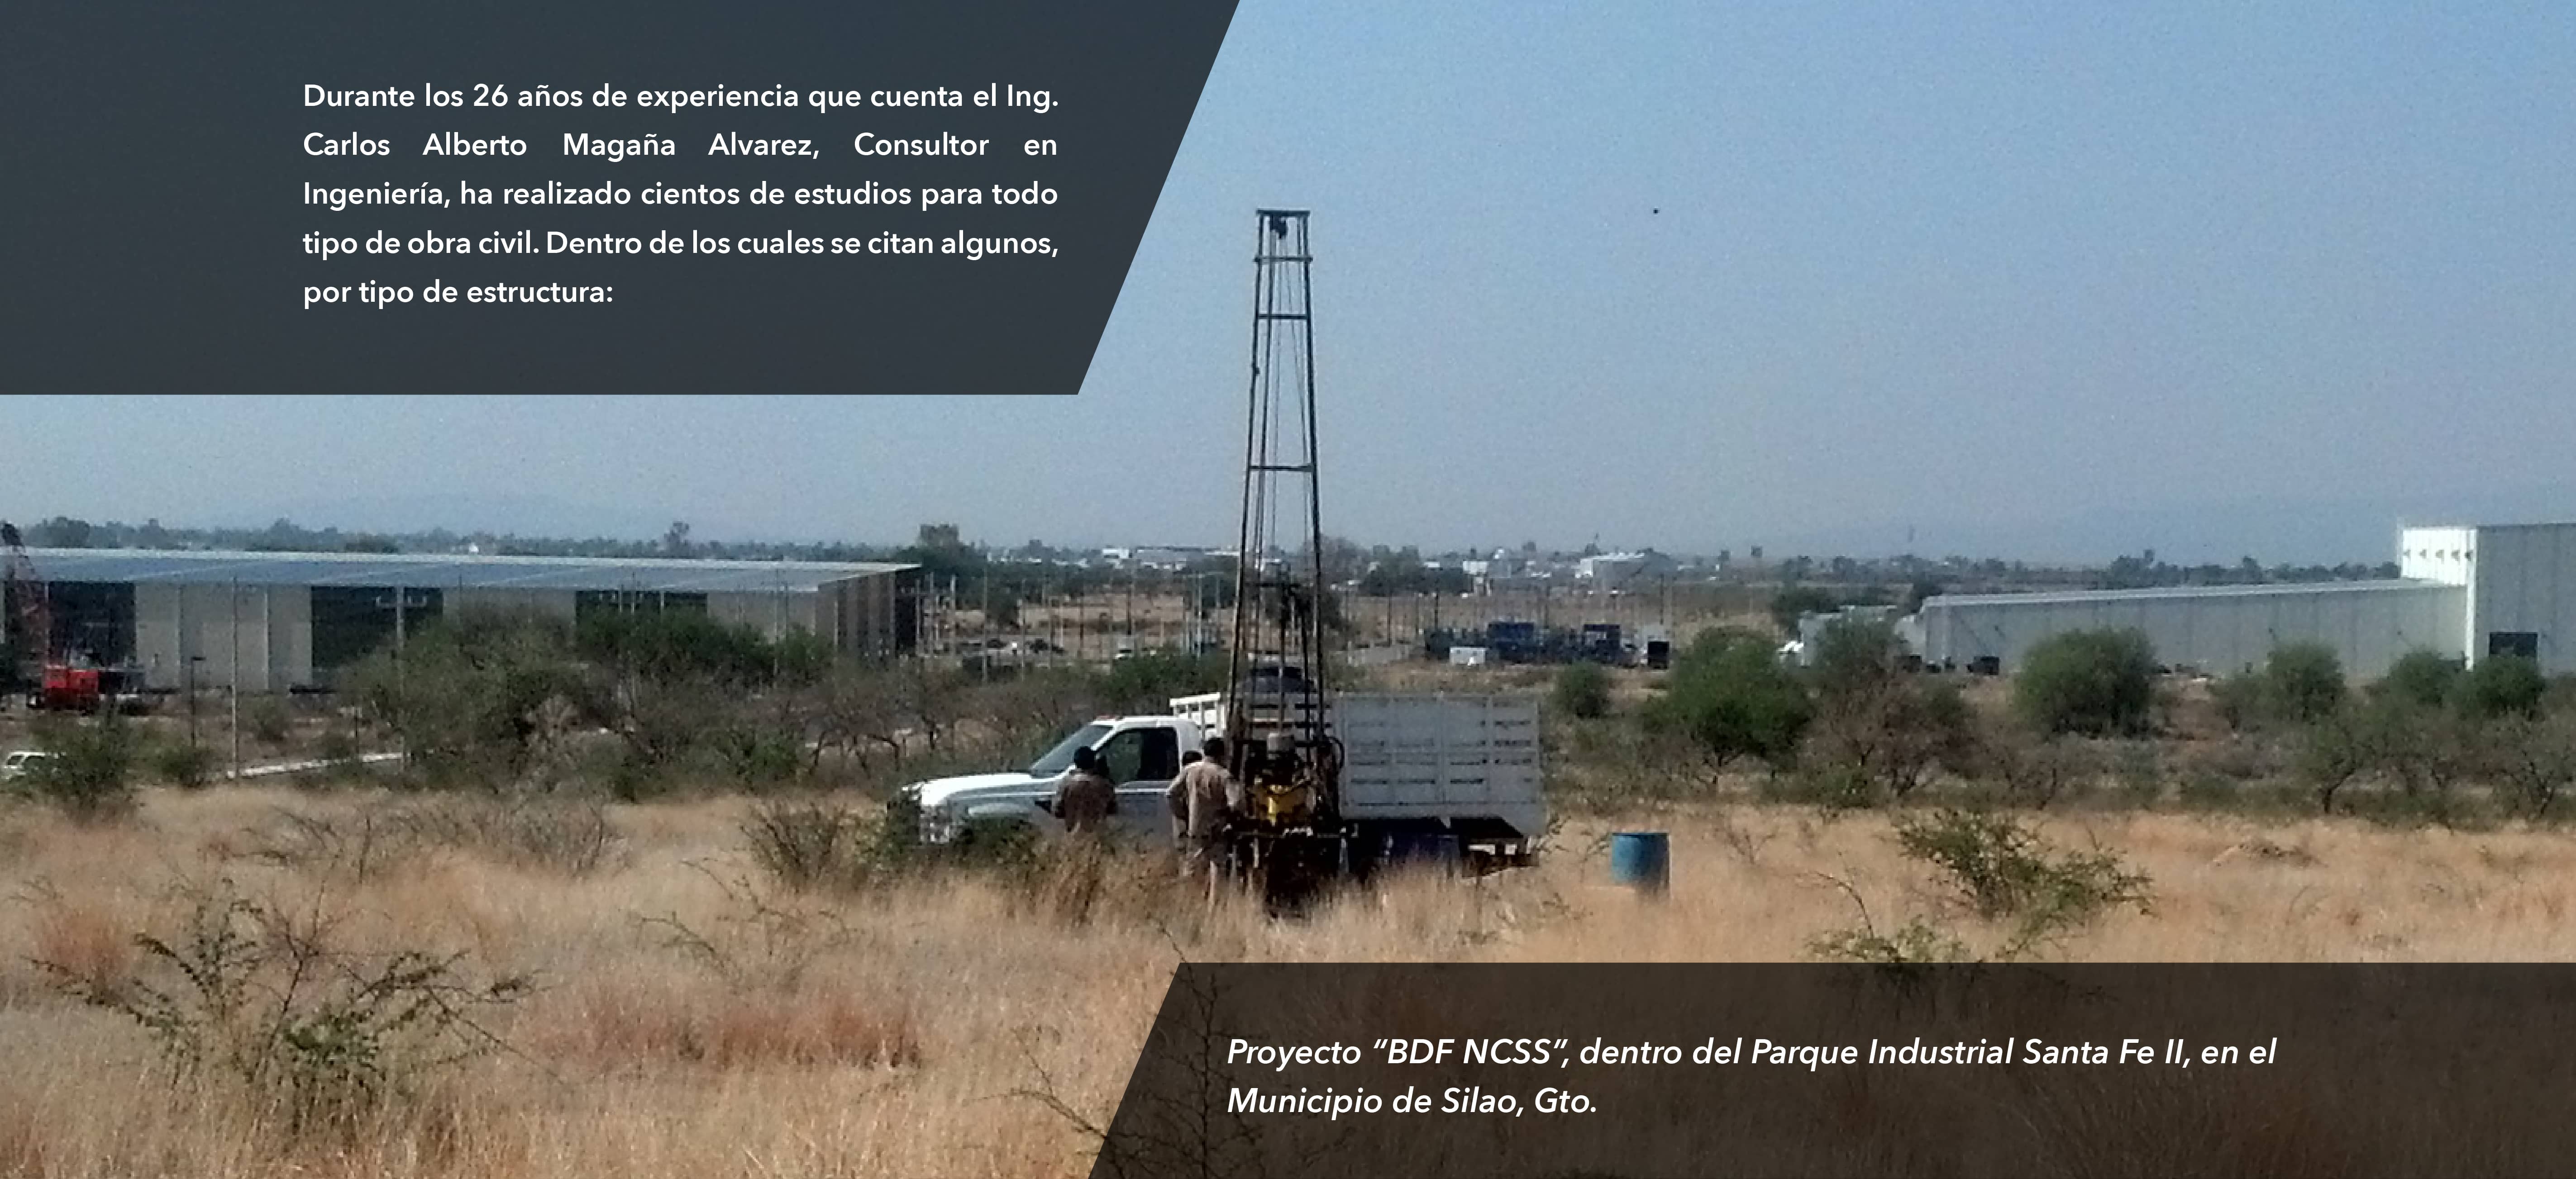 Durante los 26 años de experiencia que cuenta el Ing.
Carlos Alberto Magaña Alvarez, Consultor en
Ingeniería, ha realizado cientos de estudios para todo
tipo de obra civil. Dentro de los cuales se citan algunos,
por tipo de estructura:
Proyecto “BDF NCSS”, dentro del Parque Industrial Santa Fe II, en el
Municipio de Silao, Gto.